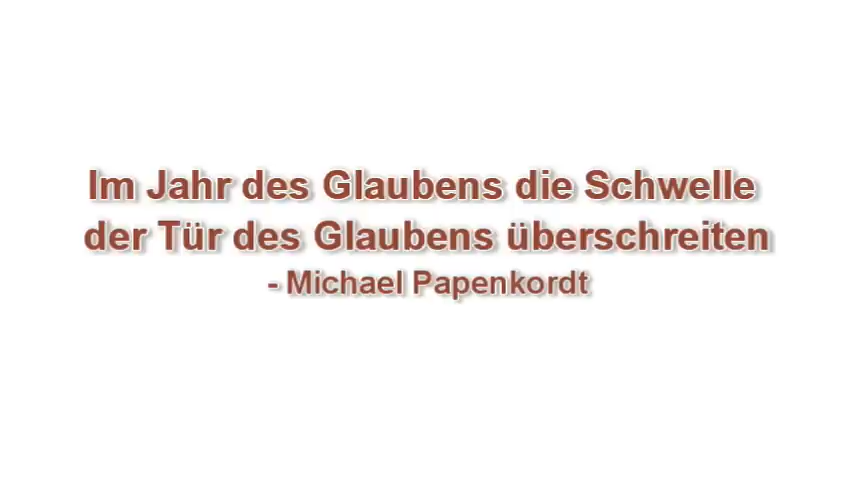 Im Jahr des Glaubens die Schwelle
der Tür des Glaubens überschreiten
- Michael Papenkordt